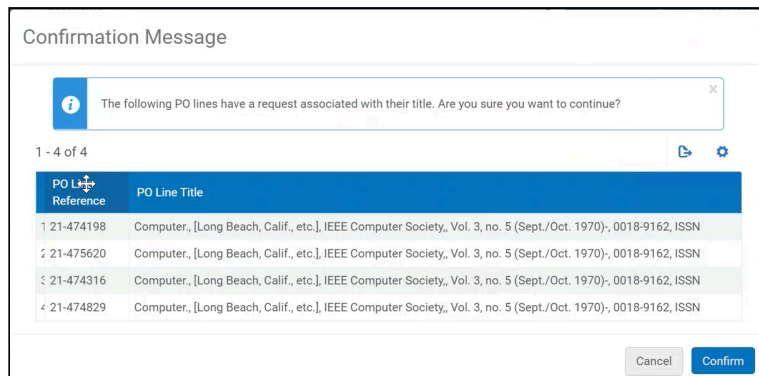 Confirmation Message
The following PO lines have a request associated with their title. Are you sure you want to continue?
1 - 4 of 4
PO Reference
PO Line Title
1 21-474198 Computer., [Long Beach, Calif., etc.], IEEE Computer Society,, Vol. 3, no. 5 (Sept./Oct. 1970)-, 0018-9162, ISSN
21-475620 Computer., [Long Beach, Calif., etc.], IEEE Computer Society,, Vol. 3, no. 5 (Sept./Oct. 1970)-, 0018-9162, ISSN
21-474316 Computer., [Long Beach, Calif., etc.], IEEE Computer Society,, Vol. 3, no. 5 (Sept./Oct. 1970)-, 0018-9162, ISSN
21-474829 Computer., [Long Beach, Calif., etc.], IEEE Computer Society,, Vol. 3, no. 5 (Sept./Oct. 1970)-, 0018-9162, ISSN
Cancel Confirm